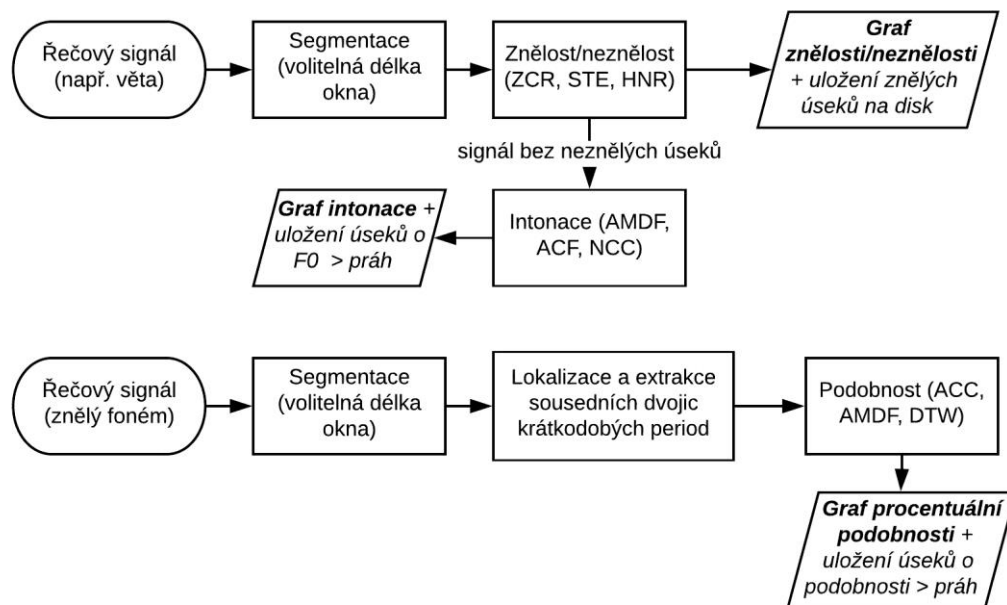 Řečový signál
(např. věta)
Segmentace
(volitelná délka
okna)
Znělost/neznělost
(ZCR, STE, HNR)
Graf
znělosti/neznělosti
+ uložení znělých
úseků na disk
signál bez neznělých úseků
Intonace (AMDF,
ACF, NCC)
Graf intonace +
uložení úseků o
F0 > práh
Řečový signál
(znělý foném)
Segmentace
(volitelná délka
okna)
Lokalizace a extrakce
sousedních dvojic
krátkodobých period
Podobnost (ACC,
AMDF, DTW)
Graf procentuální
podobnosti +
uložení úseků o
podobnosti > práh